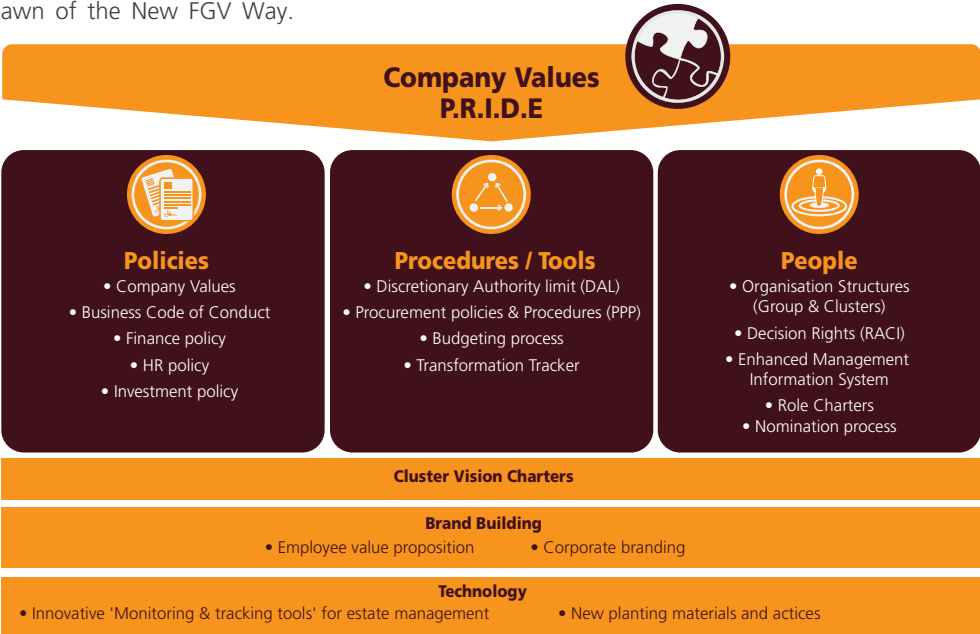 awn of the New FGV Way.
Company Values
P.R.I.D.E
Policies
• Company Values
• Business Code of Conduct
• Finance policy
• HR policy
• Investment policy
Procedures / Tools
• Discretionary Authority limit (DAL)
• Procurement policies & Procedures (PPP)
• Budgeting process
• Transformation Tracker
People
• Organisation Structures
(Group & Clusters)
• Decision Rights (RACI)
• Enhanced Management
Information System
• Role Charters
• Nomination process
Cluster Vision Charters
Brand Building
• Employee value proposition • Corporate branding
Technology
• Innovative 'Monitoring & tracking tools' for estate management • New planting materials and actices